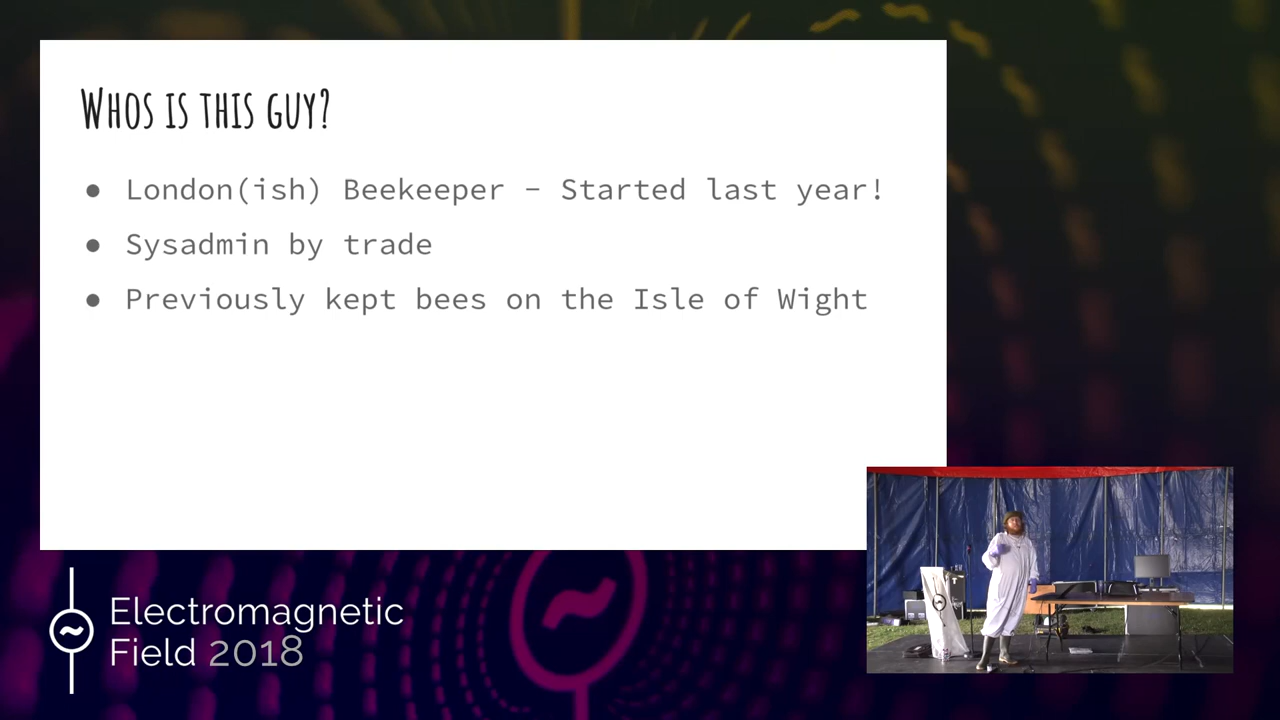 WHOS IS THIS GUY?
● London(ish) Beekeeper - Started last year!
● Sysadmin by trade
● Previously kept bees on the Isle of Wight
Electromagnetic
Field 2018